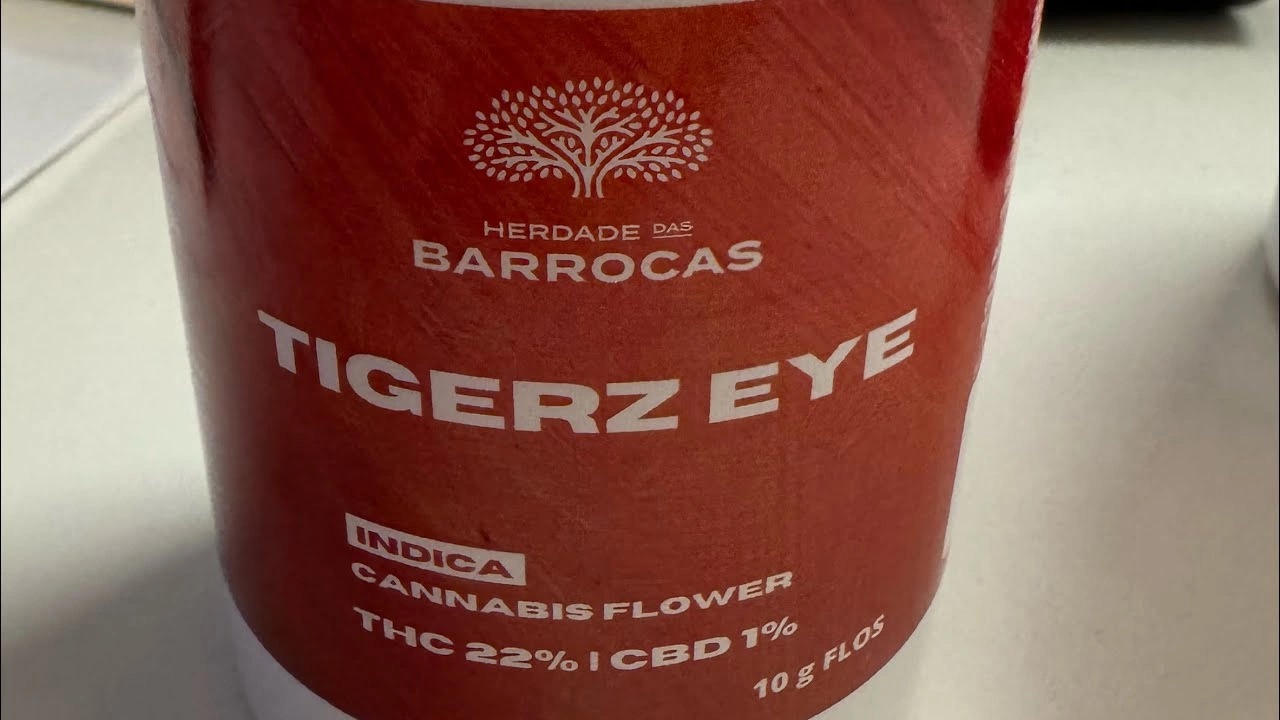 HERDADE DAS
BARROCAS
TIGERZ EYE
INDICA
CANNABIS FLOWER
THC 22% | CBD 1%
10 g FLOS